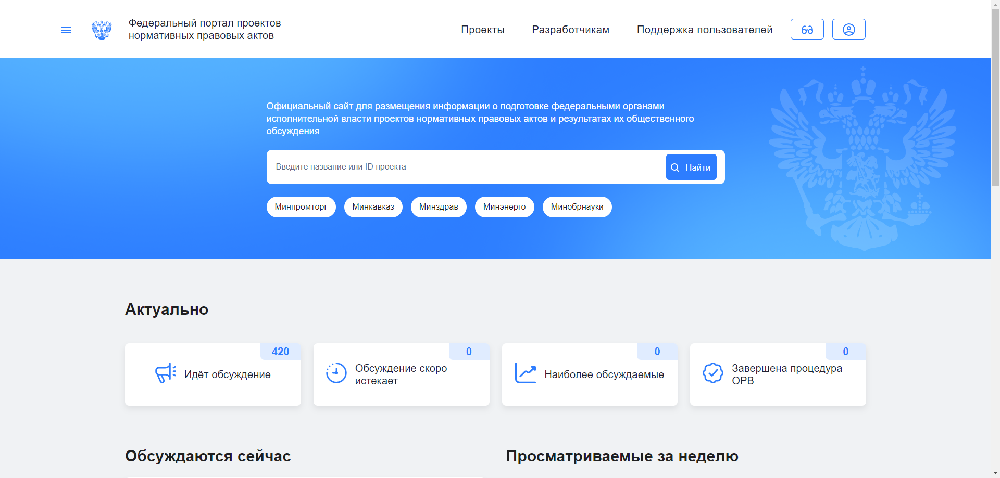 Федеральный портал проектов
нормативных правовых актов
Проекты
Разработчикам
Поддержка пользователей
Официальный сайт для размещения информации о подготовке федеральными органами
исполнительной власти проектов нормативных правовых актов и результатах их общественного
обсуждения
Введите название или ID проекта
Найти
Минпромторг
Минкавказ
Минздрав
Минэнерго
Минобрнауки
Актуально
420
Идёт обсуждение
0
Обсуждение скоро
истекает
0
Наиболее обсуждаемые
0
Завершена процедура
ОРВ
Обсуждаются сейчас
Просматриваемые за неделю